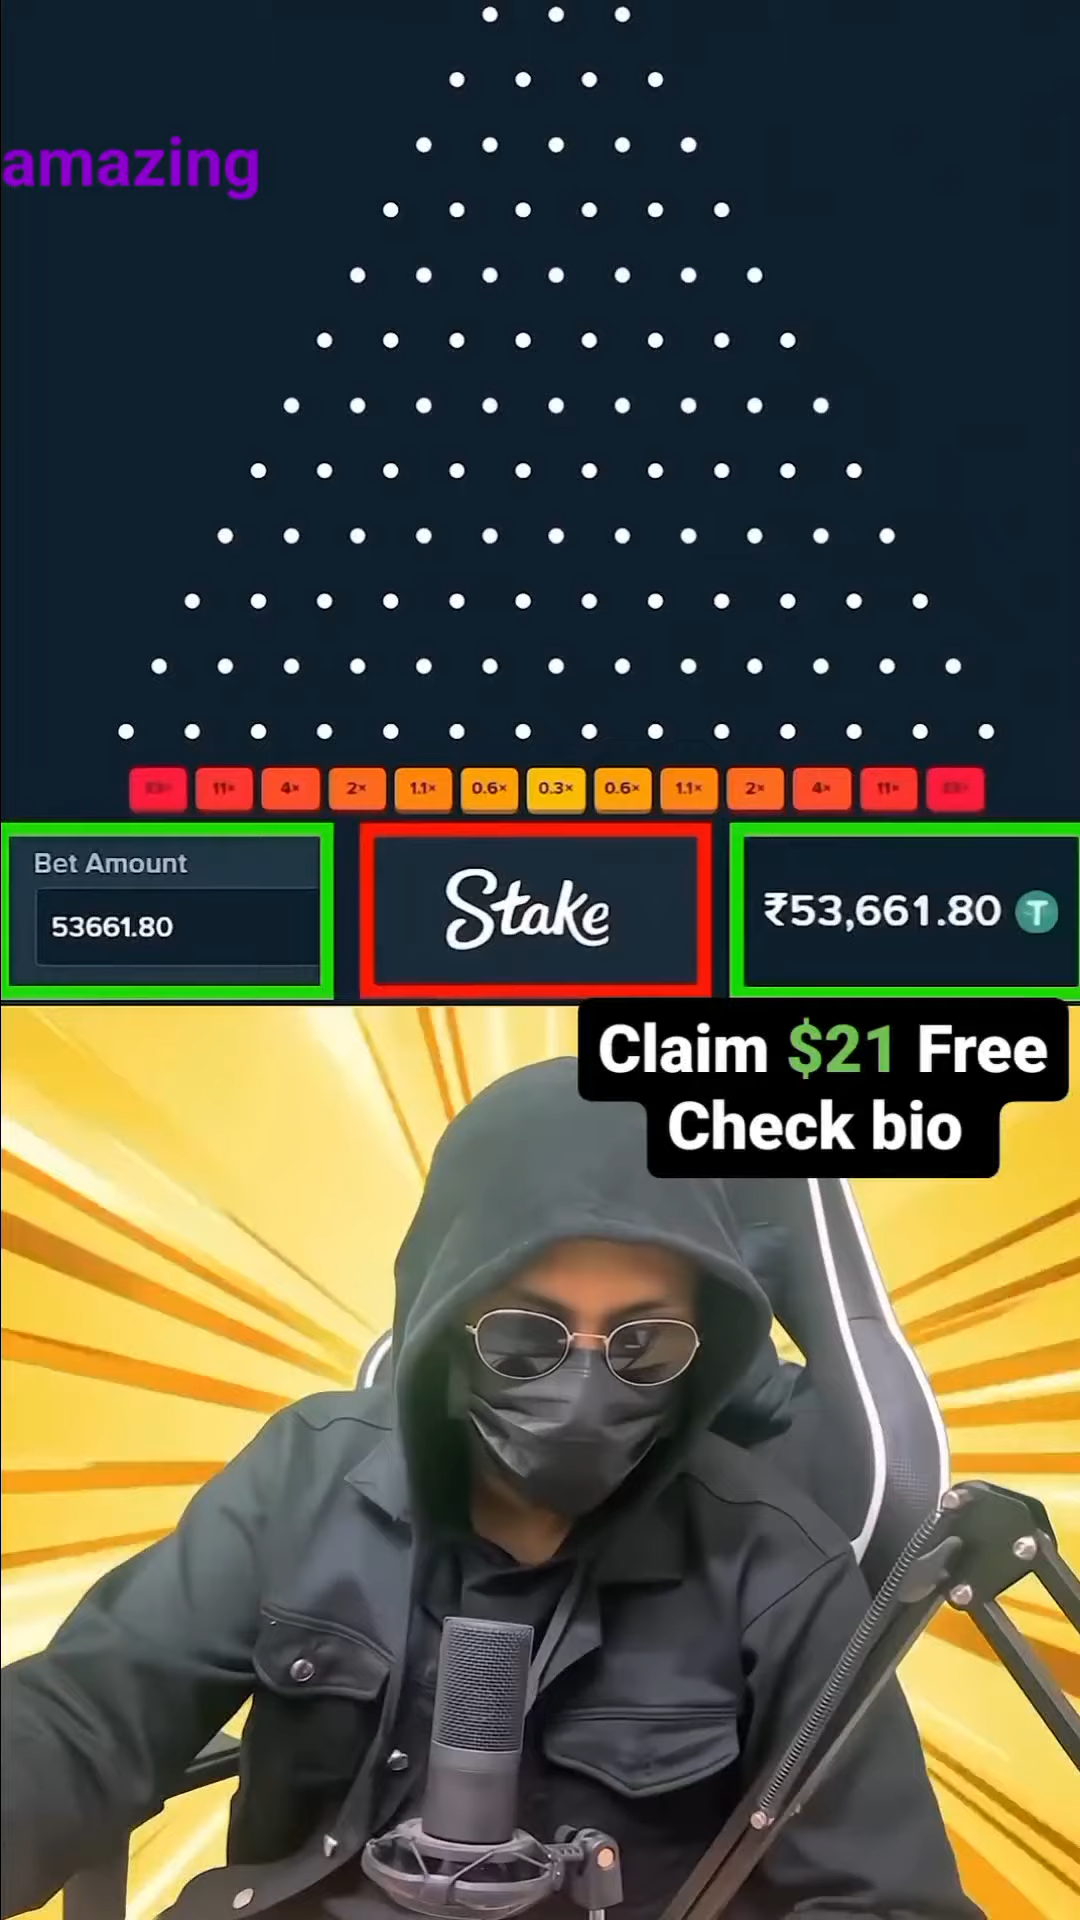 amazing
11× 4× 2× 1.1× 0.6× 0.3× 0.6× 1.1× 2× 4× 11×
Bet Amount
53661.80
Stake
₹53,661.80
Claim $21 Free
Check bio